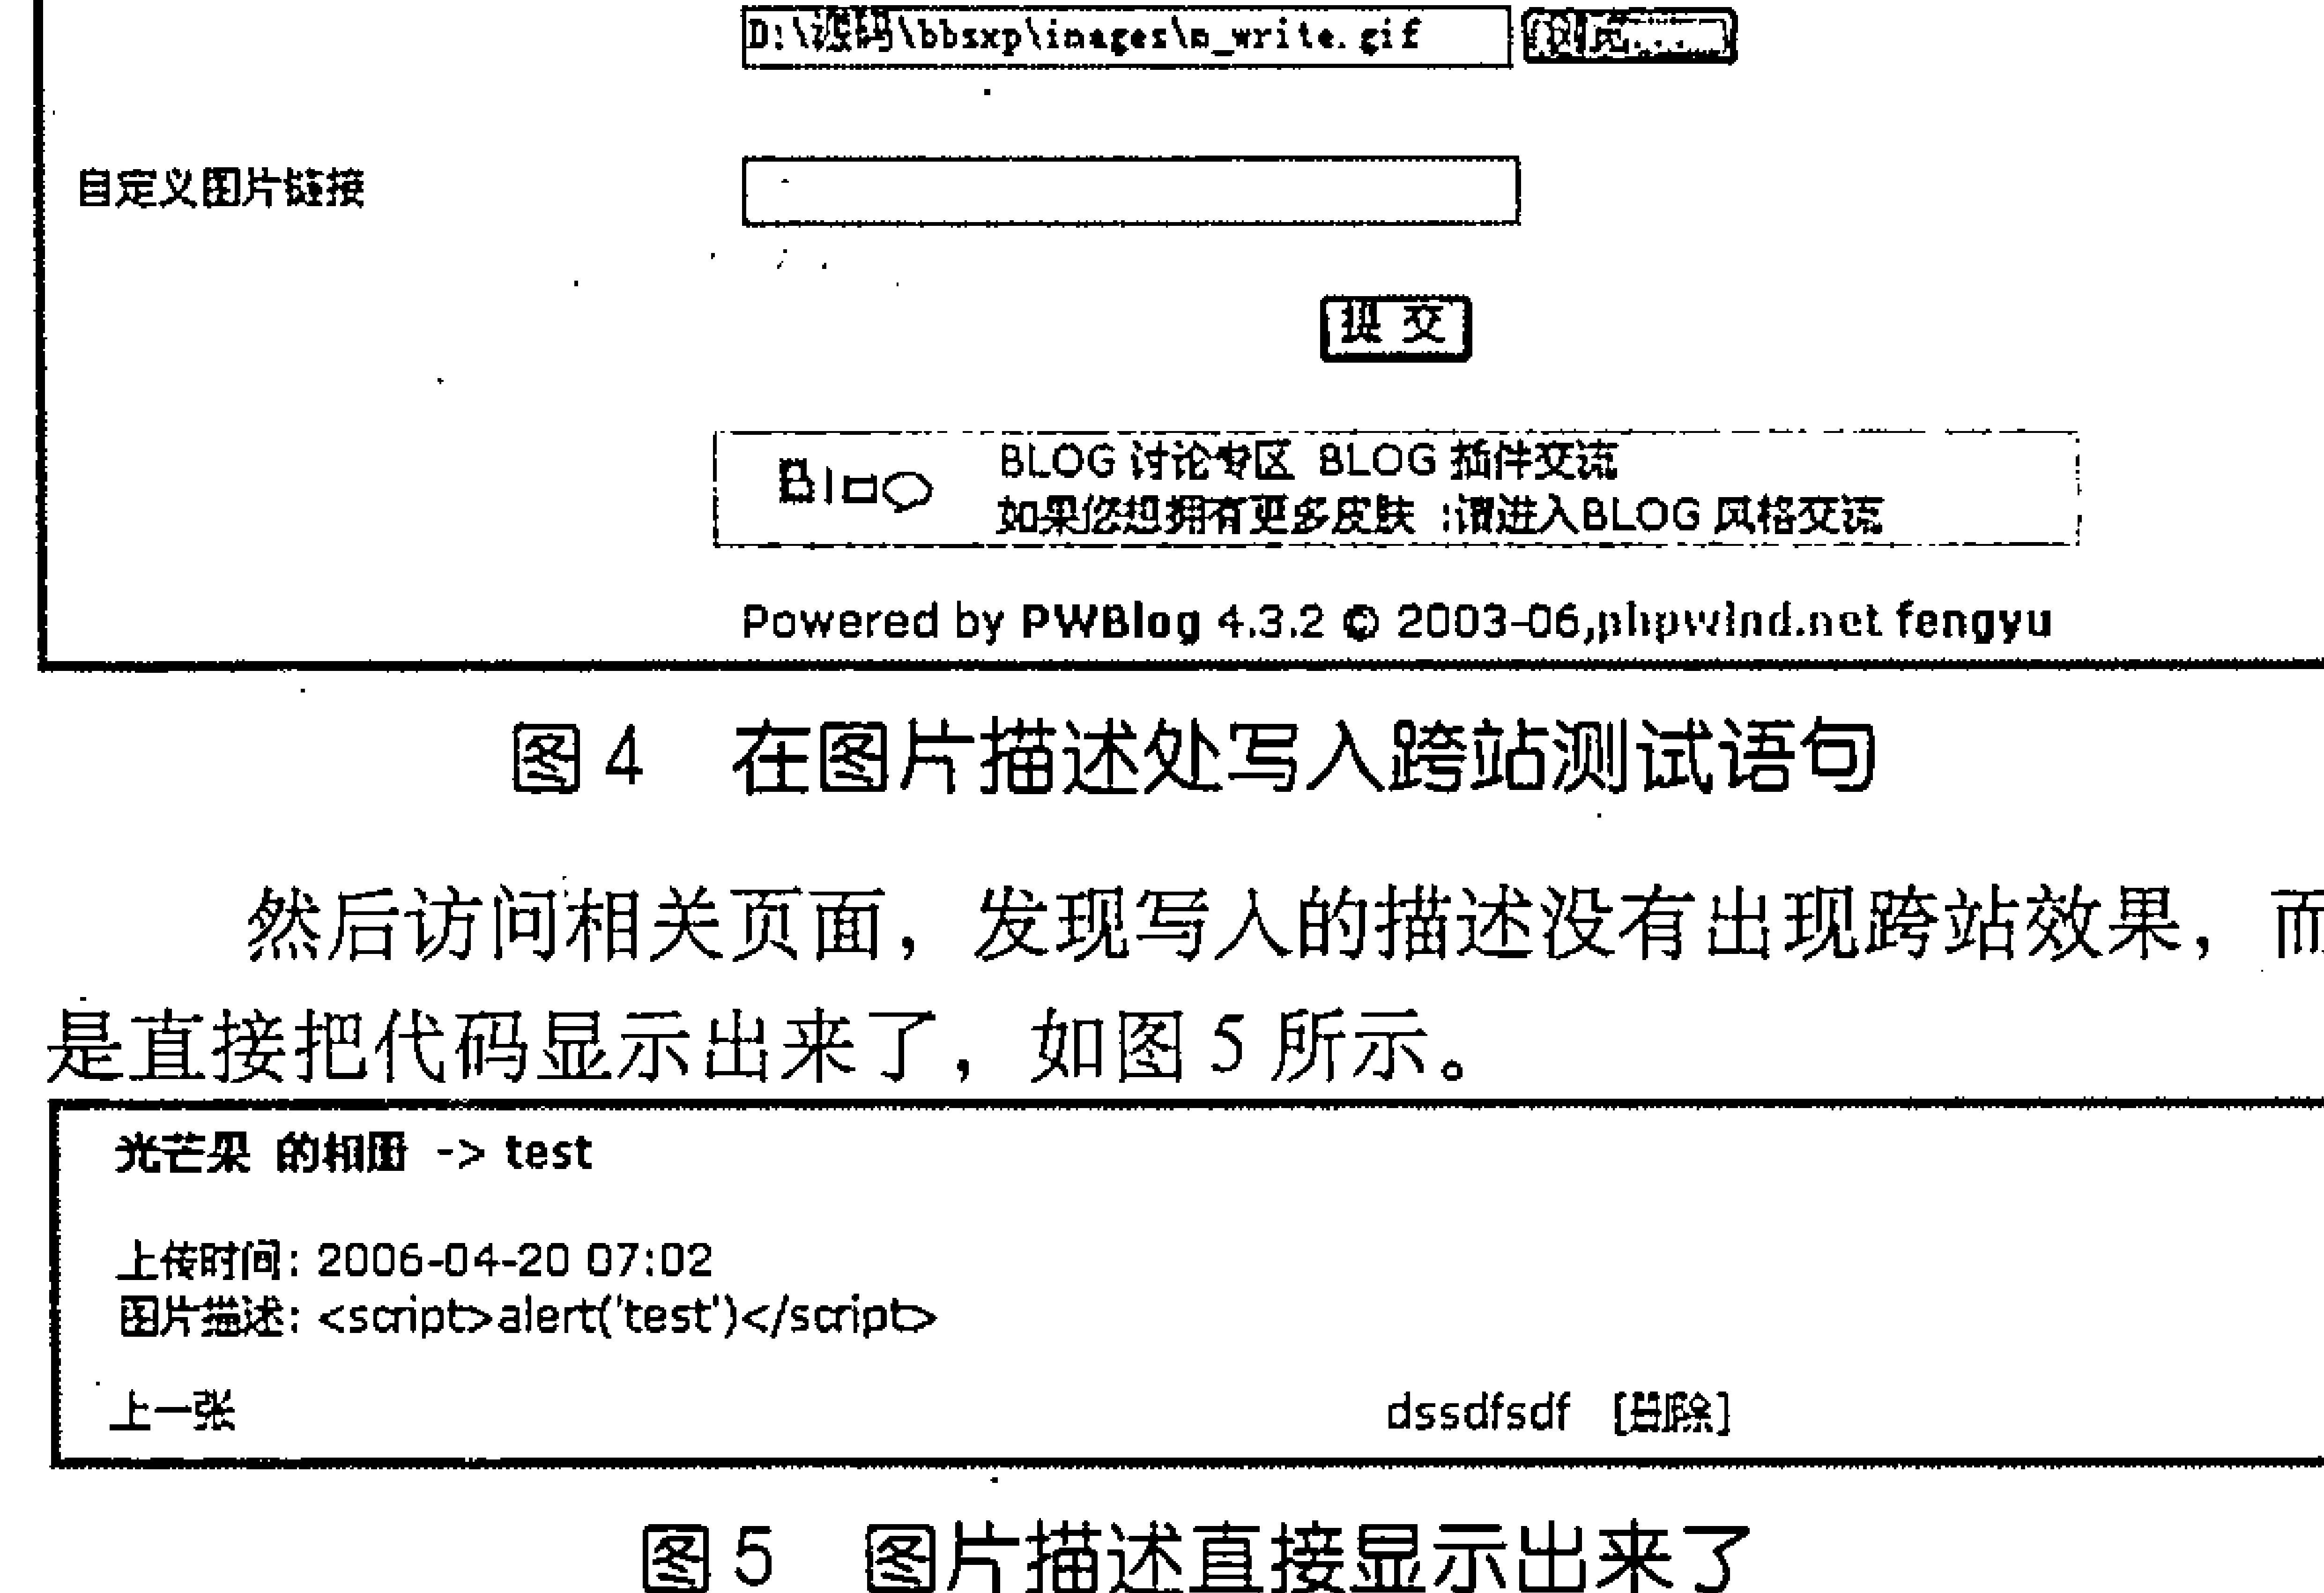 D:\源码\bbsxp\images\m_write.gif 浏览...
自定义图片链接
提 交
Blog
BLOG 讨论专区 BLOG 插件交流
如果您想拥有更多皮肤 :请进入BLOG 风格交流
Powered by PWBlog 4.3.2 © 2003-06,phpwind.net fengyu
图 4 在图片描述处写入跨站测试语句
然后访问相关页面，发现写入的描述没有出现跨站效果，而
是直接把代码显示出来了，如图 5 所示。
光芒果 的相册 -> test
上传时间: 2006-04-20 07:02
图片描述: <script>alert('test')</script>
上一张 dssdfsdf [删除]
图 5 图片描述直接显示出来了